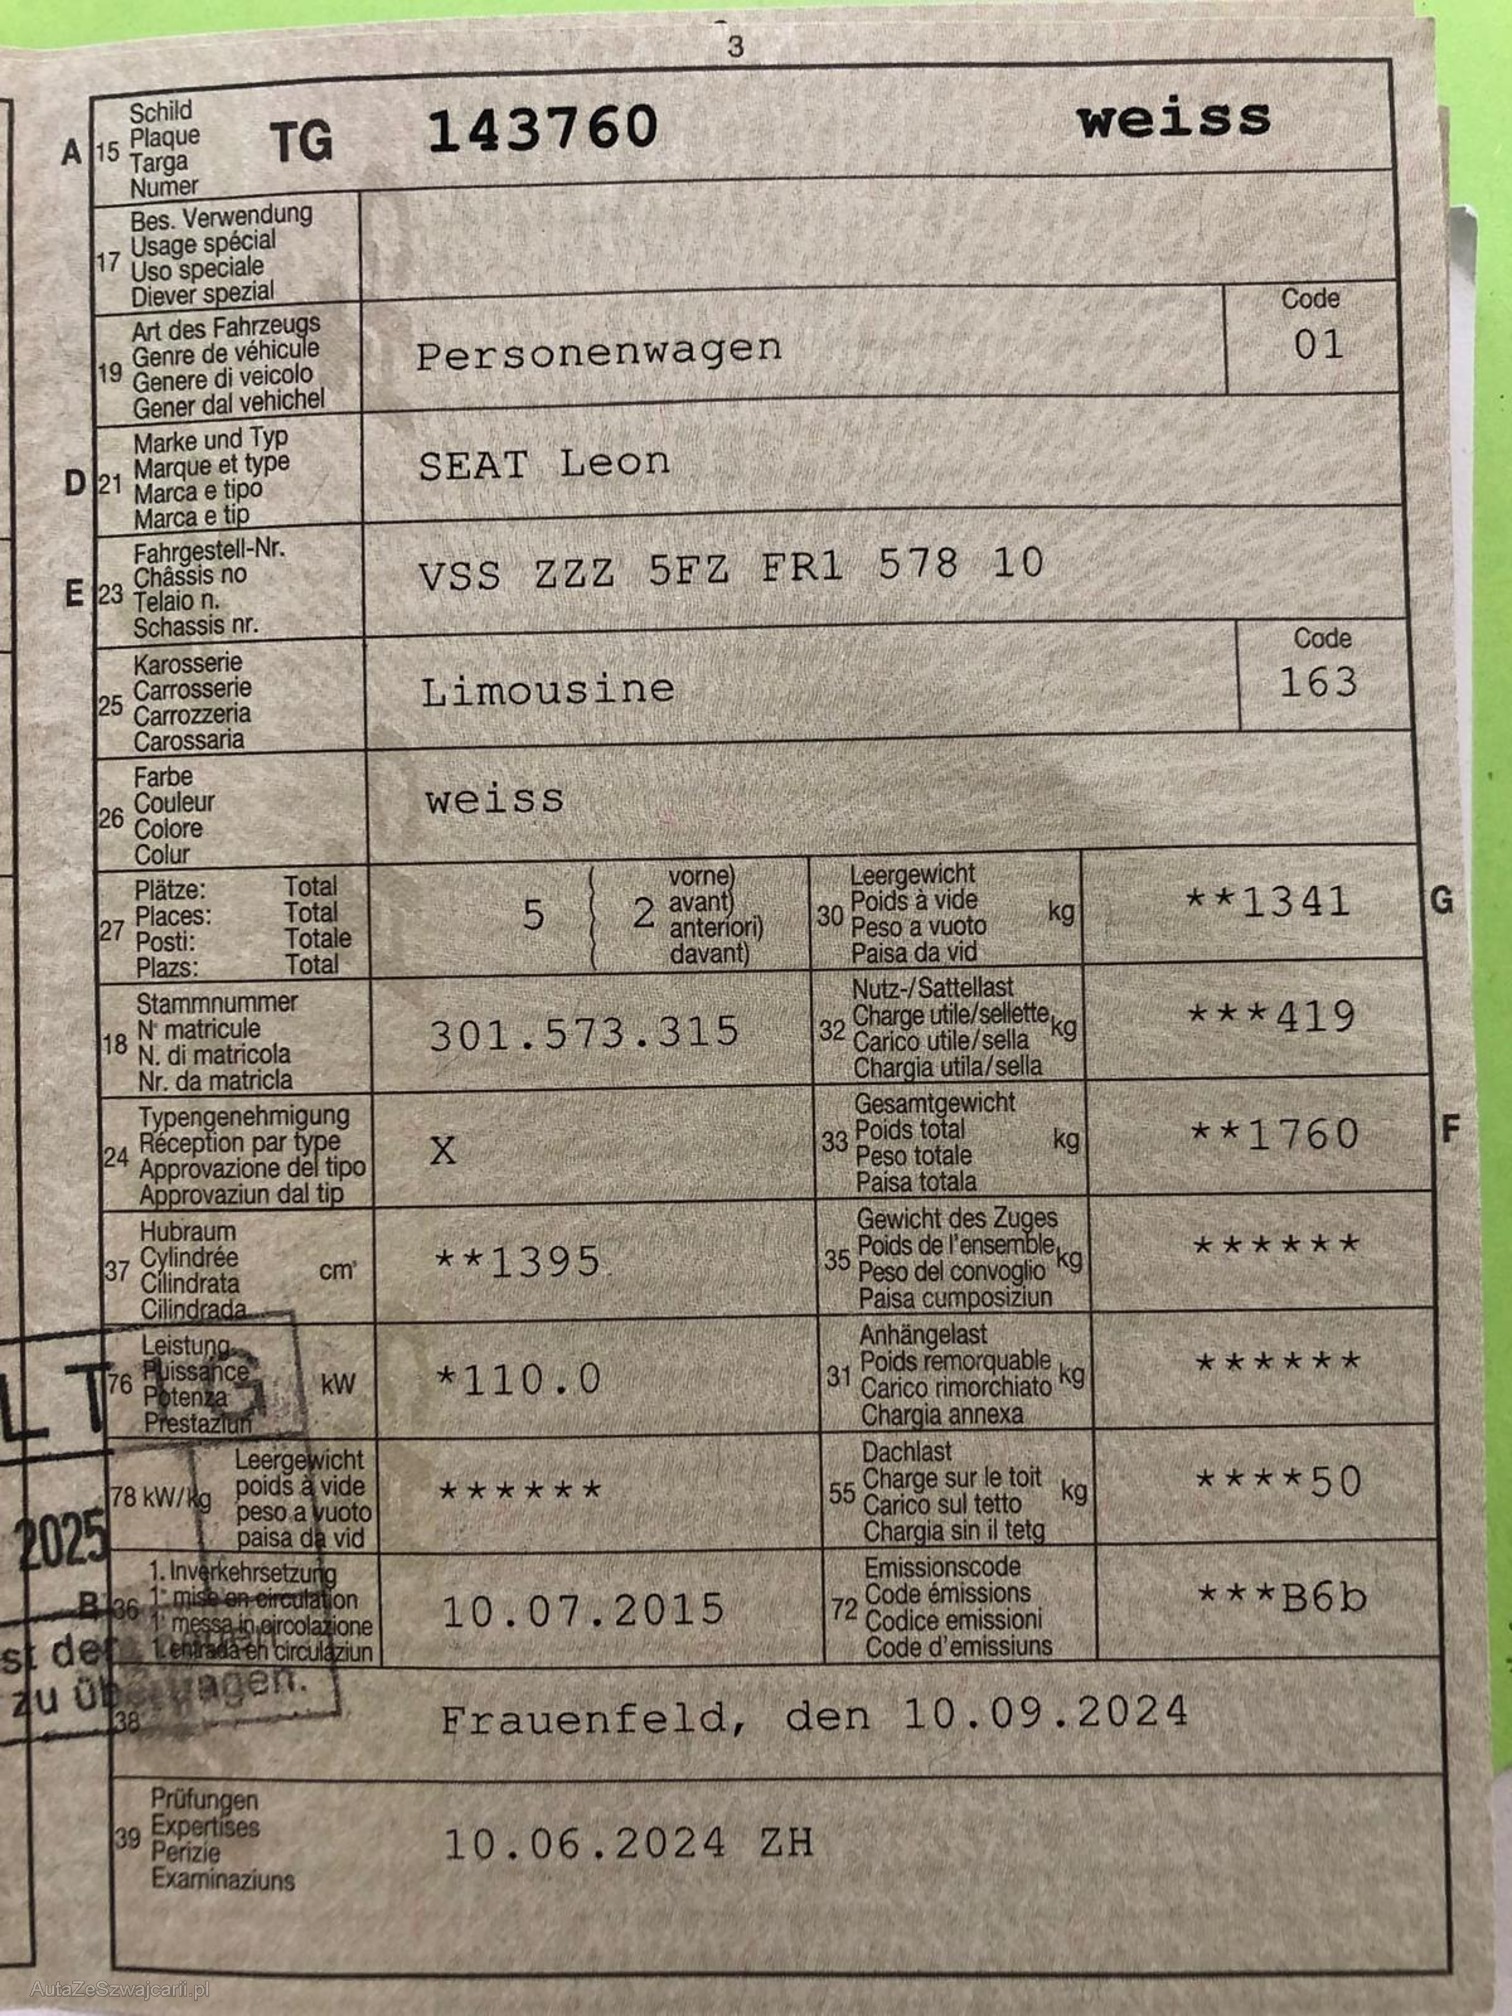 3
A 15 Schild
Plaque
Targa
Numer
TG 143760 weiss
17 Bes. Verwendung
Usage spécial
Uso speciale
Diever spezial
19 Art des Fahrzeugs
Genre de véhicule
Genere di veicolo
Gener dal vehichel
Personenwagen
Code
01
D 21 Marke und Typ
Marque et type
Marca e tipo
Marca e tip
SEAT Leon
E 23 Fahrgestell-Nr.
Châssis no
Telaio n.
Schassis nr.
VSS ZZZ 5FZ FR1 578 10
25 Karosserie
Carrosserie
Carrozzeria
Carossaria
Limousine
Code
163
26 Farbe
Couleur
Colore
Colur
weiss
27 Plätze: Total
Places: Total
Posti: Totale
Plazs: Total
5 2
vorne)
avant)
anteriori)
davant)
30 Leergewicht
Poids à vide
Peso a vuoto
Paisa da vid
kg
**1341
G
18 Stammnummer
N° matricule
N. di matricola
Nr. da matricla
301.573.315
32 Nutz-/Sattellast
Charge utile/sellette
Carico utile/sella
Chargia utila/sella
kg
***419
24 Typengenehmigung
Réception par type
Approvazione del tipo
Approvaziun dal tip
X
33 Gesamtgewicht
Poids total
Peso totale
Paisa totala
kg
**1760
F
37 Hubraum
Cylindrée
Cilindrata
Cilindrada
cm³
**1395
35 Gewicht des Zuges
Poids de l'ensemble
Peso del convoglio
Paisa cumposiziun
kg
******
76 Leistung
Puissance
Potenza
Prestaziun
kW
*110.0
31 Anhängelast
Poids remorquable
Carico rimorchiato
Chargia annexa
kg
******
78 kW/kg
Leergewicht
poids à vide
peso a vuoto
paisa da vid
******
55 Dachlast
Charge sur le toit
Carico sul tetto
Chargia sin il tetg
kg
****50
B 36 1. Inverkehrsetzung
1e mise en circulation
1a messa in circolazione
1. entrada en circulaziun
10.07.2015
72 Emissionscode
Code émissions
Codice emissioni
Code d'emissiuns
***B6b
38
Frauenfeld, den 10.09.2024
39 Prüfungen
Expertises
Perizie
Examinaziuns
10.06.2024 ZH
LT G
2025
zu übertragen.
AutaZeSzwajcarii.pl